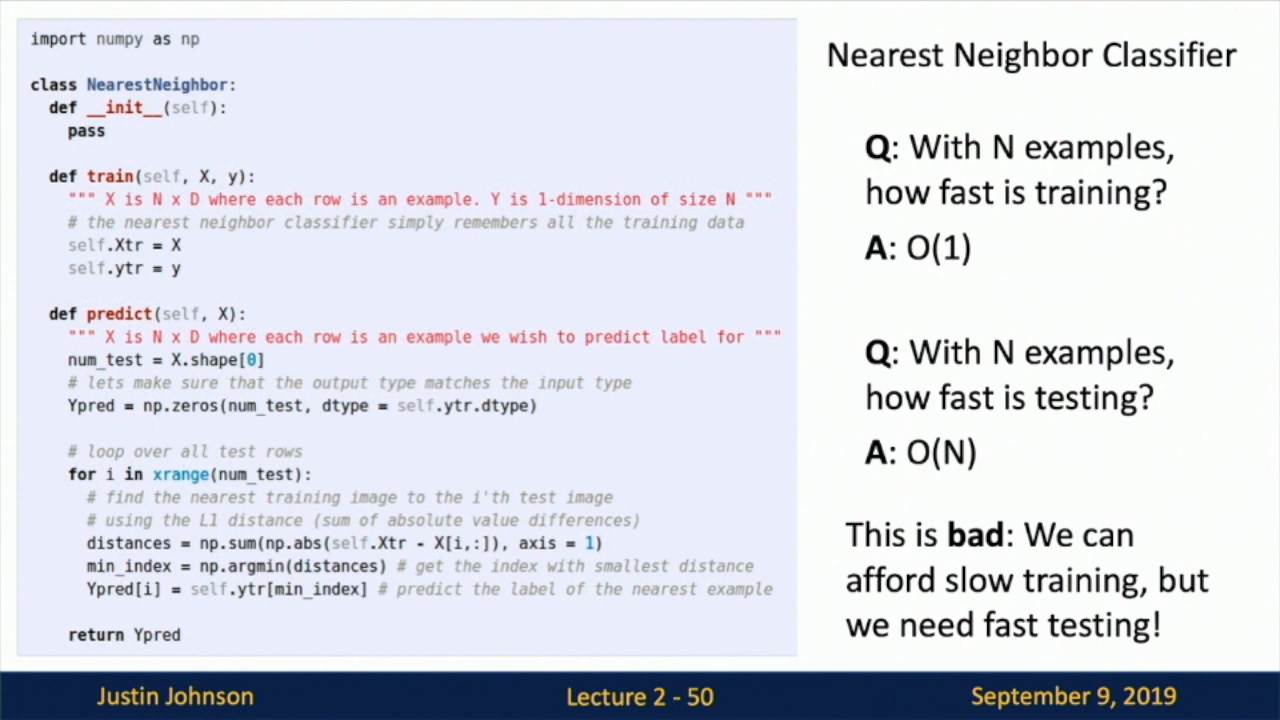 import numpy as np
class NearestNeighbor:
def __init__(self):
pass
def train(self, X, y):
""" X is N x D where each row is an example. Y is 1-dimension of size N """
# the nearest neighbor classifier simply remembers all the training data
self.Xtr = X
self.ytr = y
def predict(self, X):
""" X is N x D where each row is an example we wish to predict label for """
num_test = X.shape[0]
# lets make sure that the output type matches the input type
Ypred = np.zeros(num_test, dtype = self.ytr.dtype)
# loop over all test rows
for i in xrange(num_test):
# find the nearest training image to the i'th test image
# using the L1 distance (sum of absolute value differences)
distances = np.sum(np.abs(self.Xtr - X[i,:]), axis = 1)
min_index = np.argmin(distances) # get the index with smallest distance
Ypred[i] = self.ytr[min_index] # predict the label of the nearest example
return Ypred
Nearest Neighbor Classifier
Q: With N examples,
how fast is training?
A: O(1)
Q: With N examples,
how fast is testing?
A: O(N)
This is bad: We can
afford slow training, but
we need fast testing!
Justin Johnson
Lecture 2 - 50
September 9, 2019